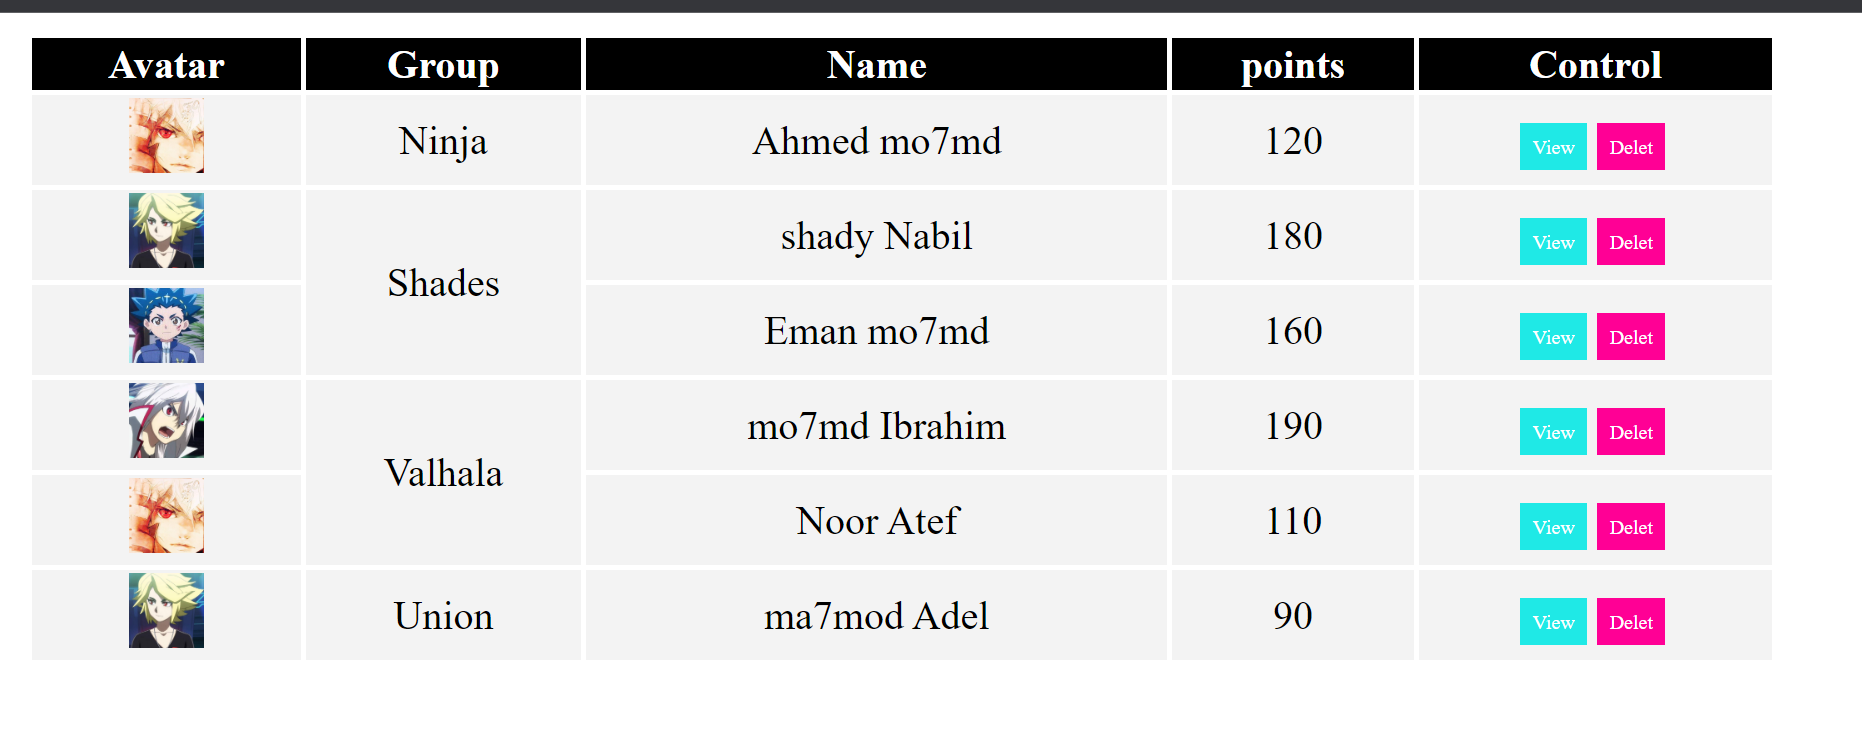 Avatar Group Name points Control
Ninja Ahmed mo7md 120 View Delet
shady Nabil 180 View Delet
Shades
Eman mo7md 160 View Delet
mo7md Ibrahim 190 View Delet
Valhala
Noor Atef 110 View Delet
Union ma7mod Adel 90 View Delet